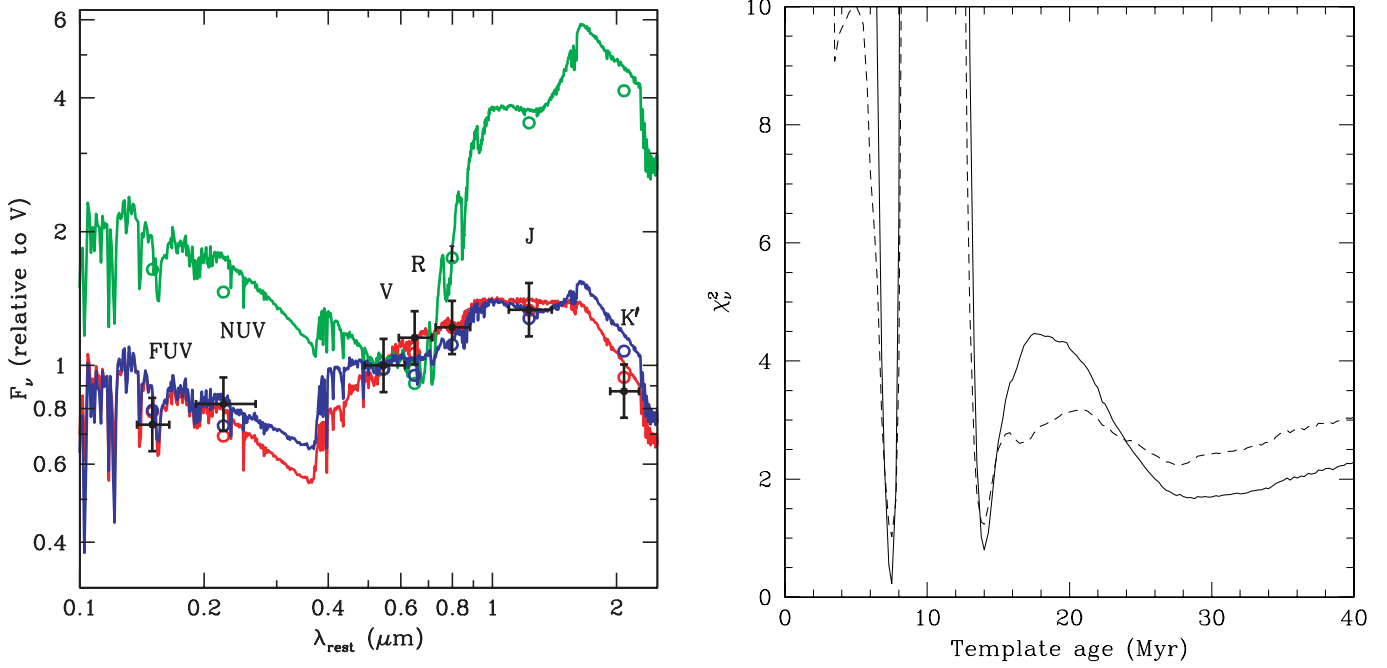 F_ν (relative to V)
6
4
2
1
0.8
0.6
0.4
FUV
NUV
V
R
J
K′
0.1
0.2
0.4
0.6
0.8
1
2
λ_rest (μm)
χ²_ν
10
8
6
4
2
0
0
10
20
30
40
Template age (Myr)